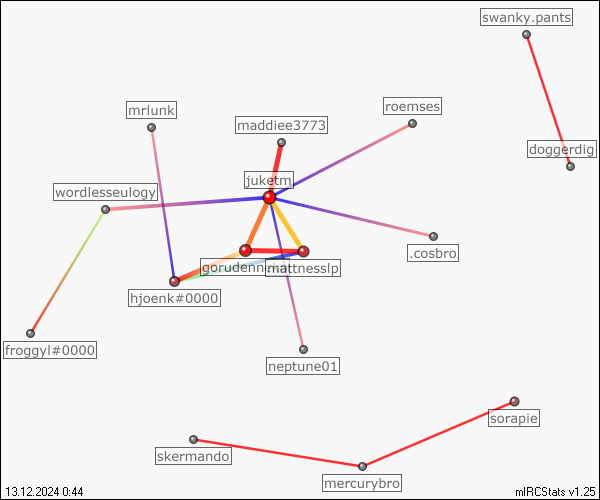 swanky.pants
mrlunk
roemses
maddiee3773
doggerdig
juketm
wordlesseulogy
.cosbro
mattnesslp
hjoenk#0000
froggyl#0000
neptune01
sorapie
skermando
mercurybro
13.12.2024 0:44
mIRCStats v1.25